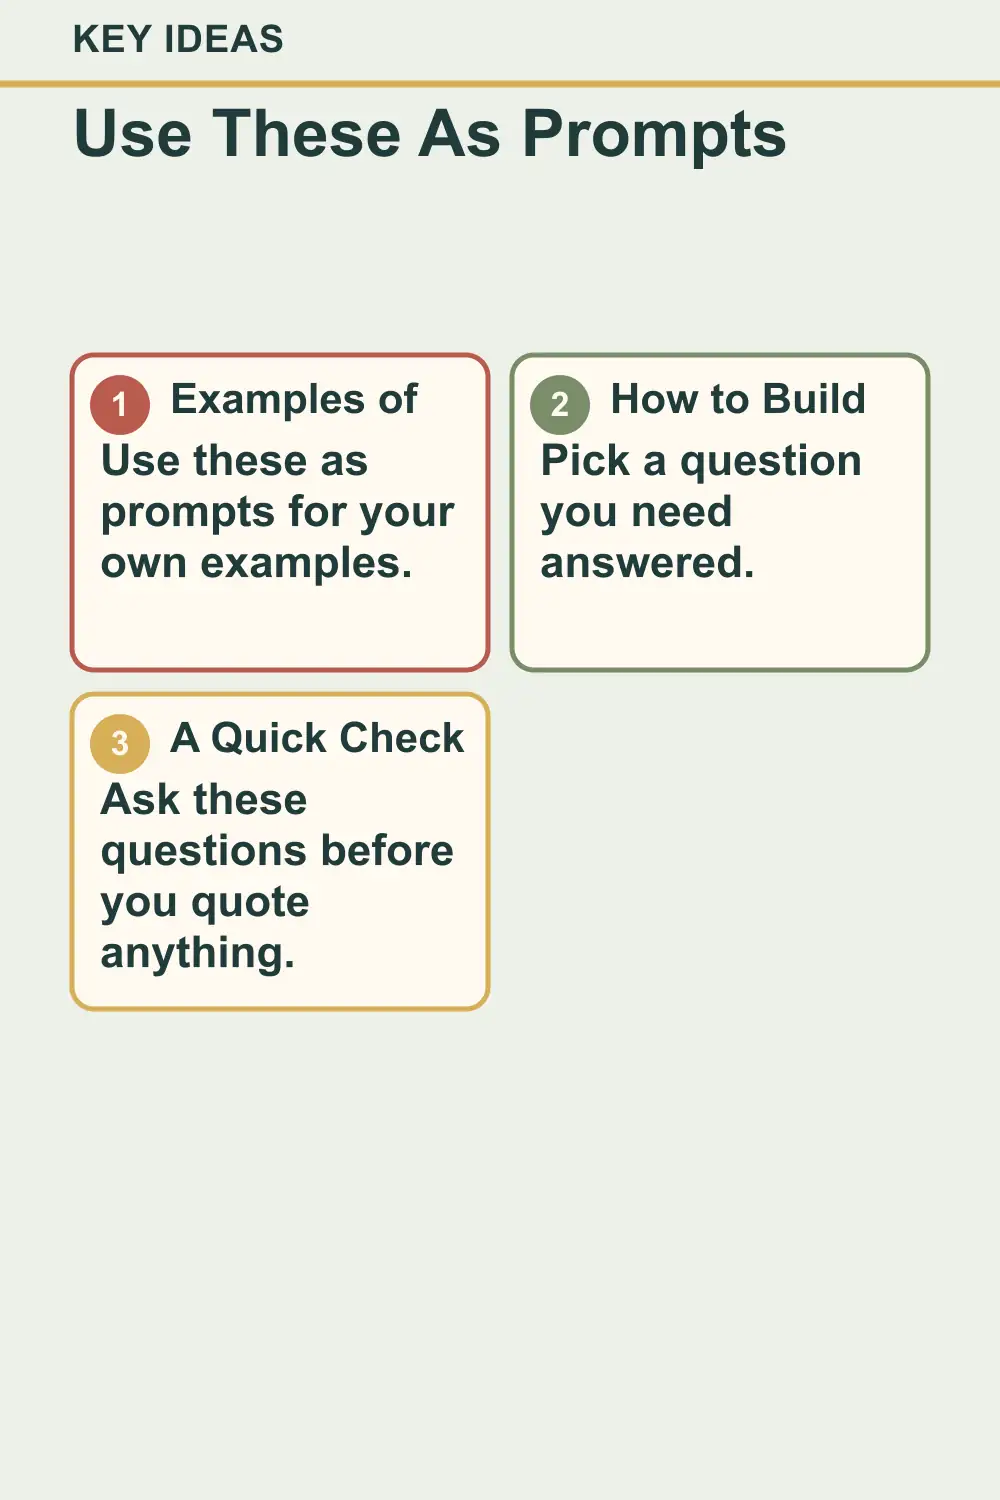 KEY IDEAS
Use These As Prompts
1 Examples of
Use these as
prompts for your
own examples.
2 How to Build
Pick a question
you need
answered.
3 A Quick Check
Ask these
questions before
you quote
anything.